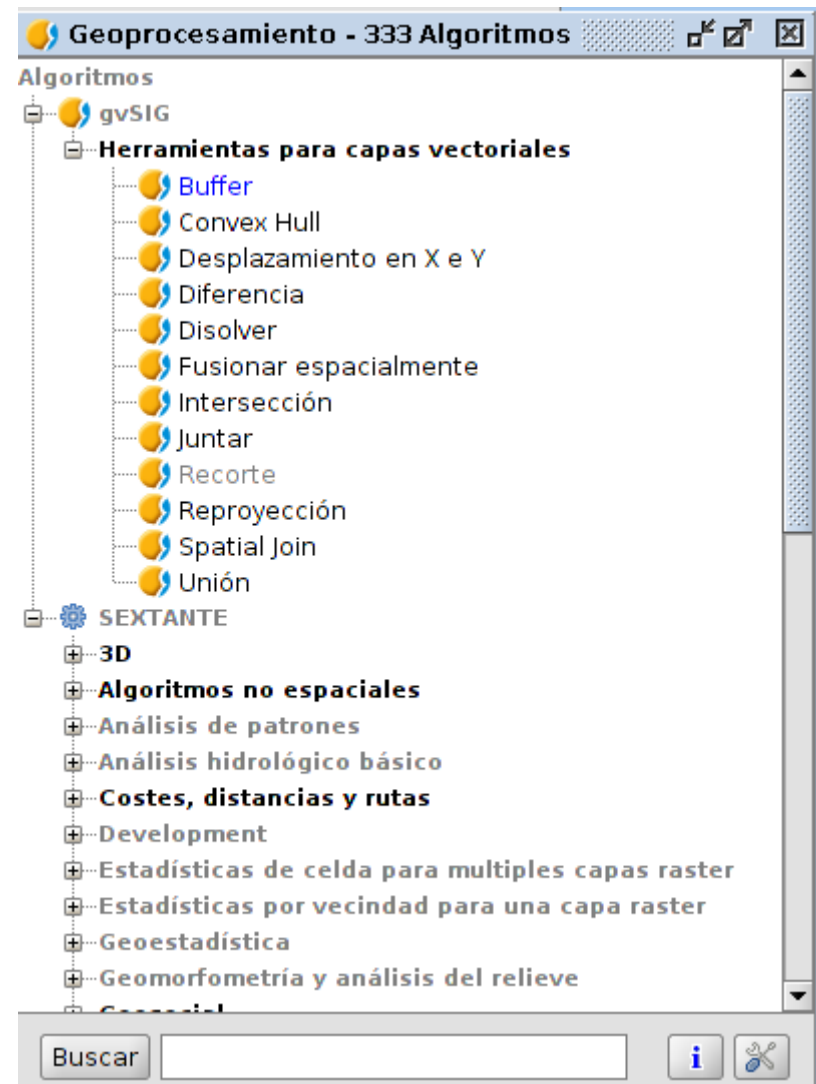 Geoprocesamiento - 333 Algoritmos
Algoritmos
gvSIG
Herramientas para capas vectoriales
Buffer
Convex Hull
Desplazamiento en X e Y
Diferencia
Disolver
Fusionar espacialmente
Intersección
Juntar
Recorte
Reproyección
Spatial Join
Unión
SEXTANTE
3D
Algoritmos no espaciales
Análisis de patrones
Análisis hidrológico básico
Costes, distancias y rutas
Development
Estadísticas de celda para multiples capas raster
Estadísticas por vecindad para una capa raster
Geoestadística
Geomorfometría y análisis del relieve
Buscar
i